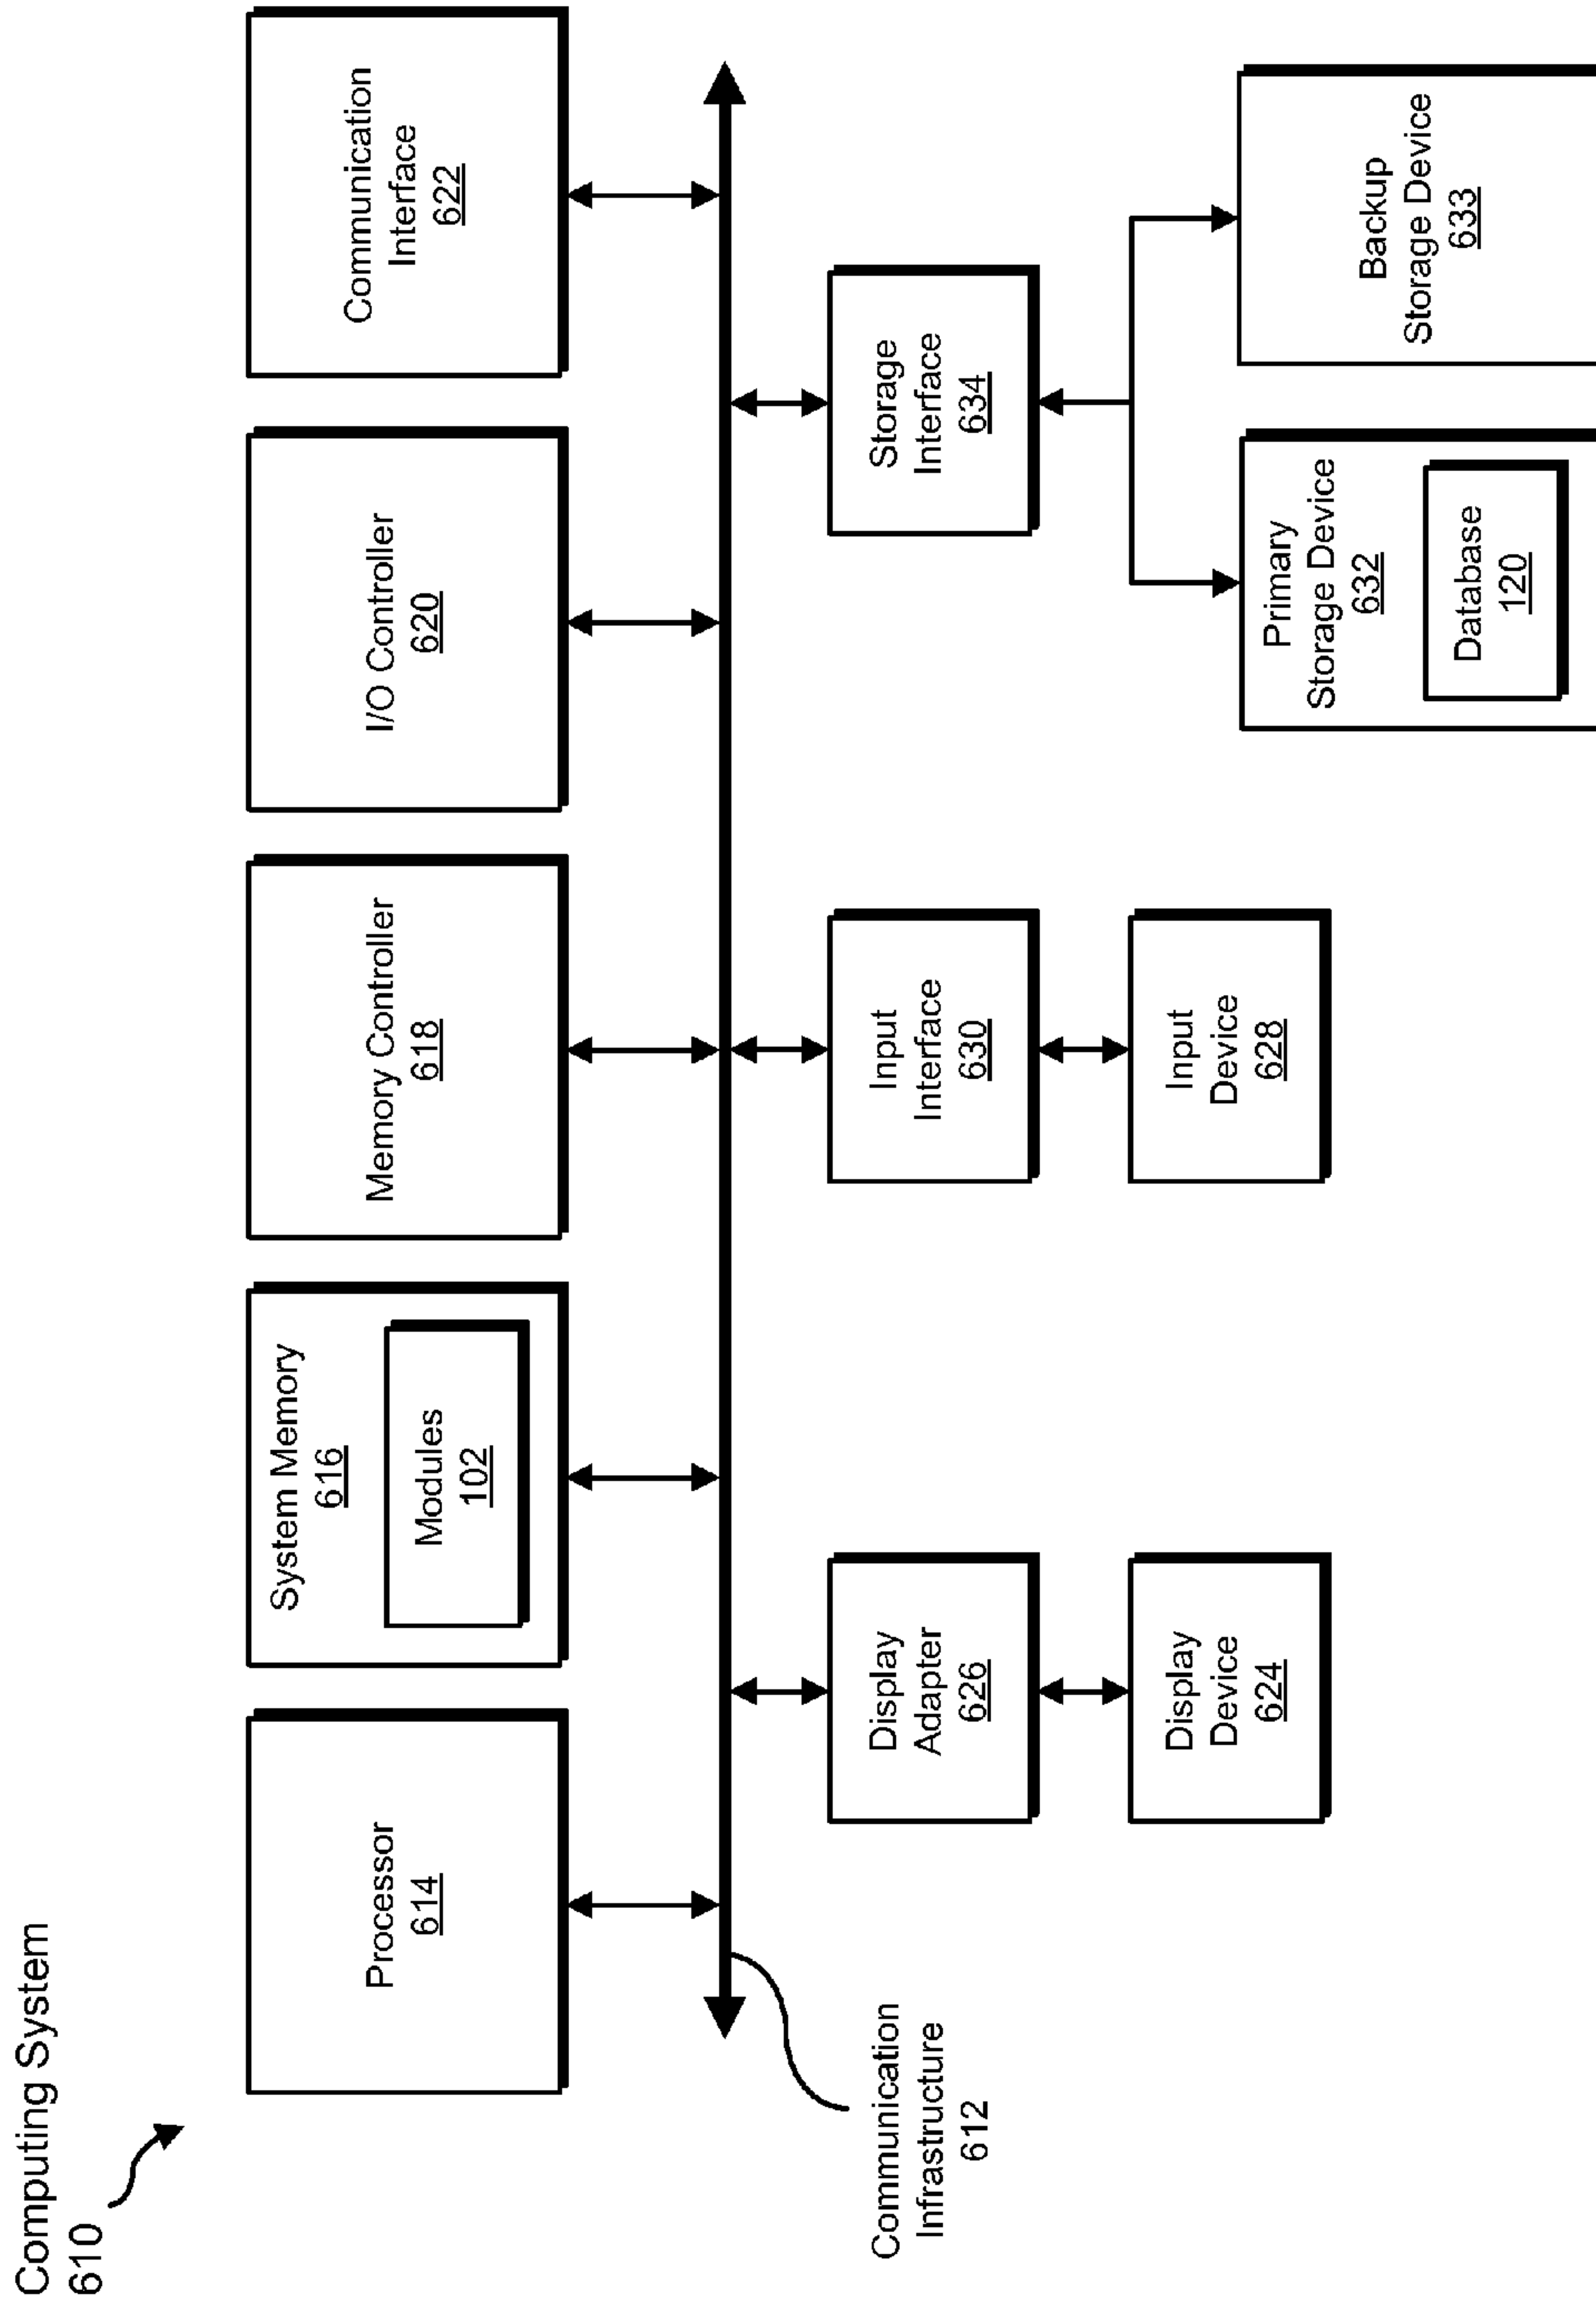 Computing System
610
Processor
614
System Memory
616
Modules
102
Memory Controller
618
I/O Controller
620
Communication
Interface
622
Communication
Infrastructure
612
Display
Adapter
626
Input
Interface
630
Storage
Interface
634
Display
Device
624
Input
Device
628
Primary
Storage Device
632
Database
120
Backup
Storage Device
633